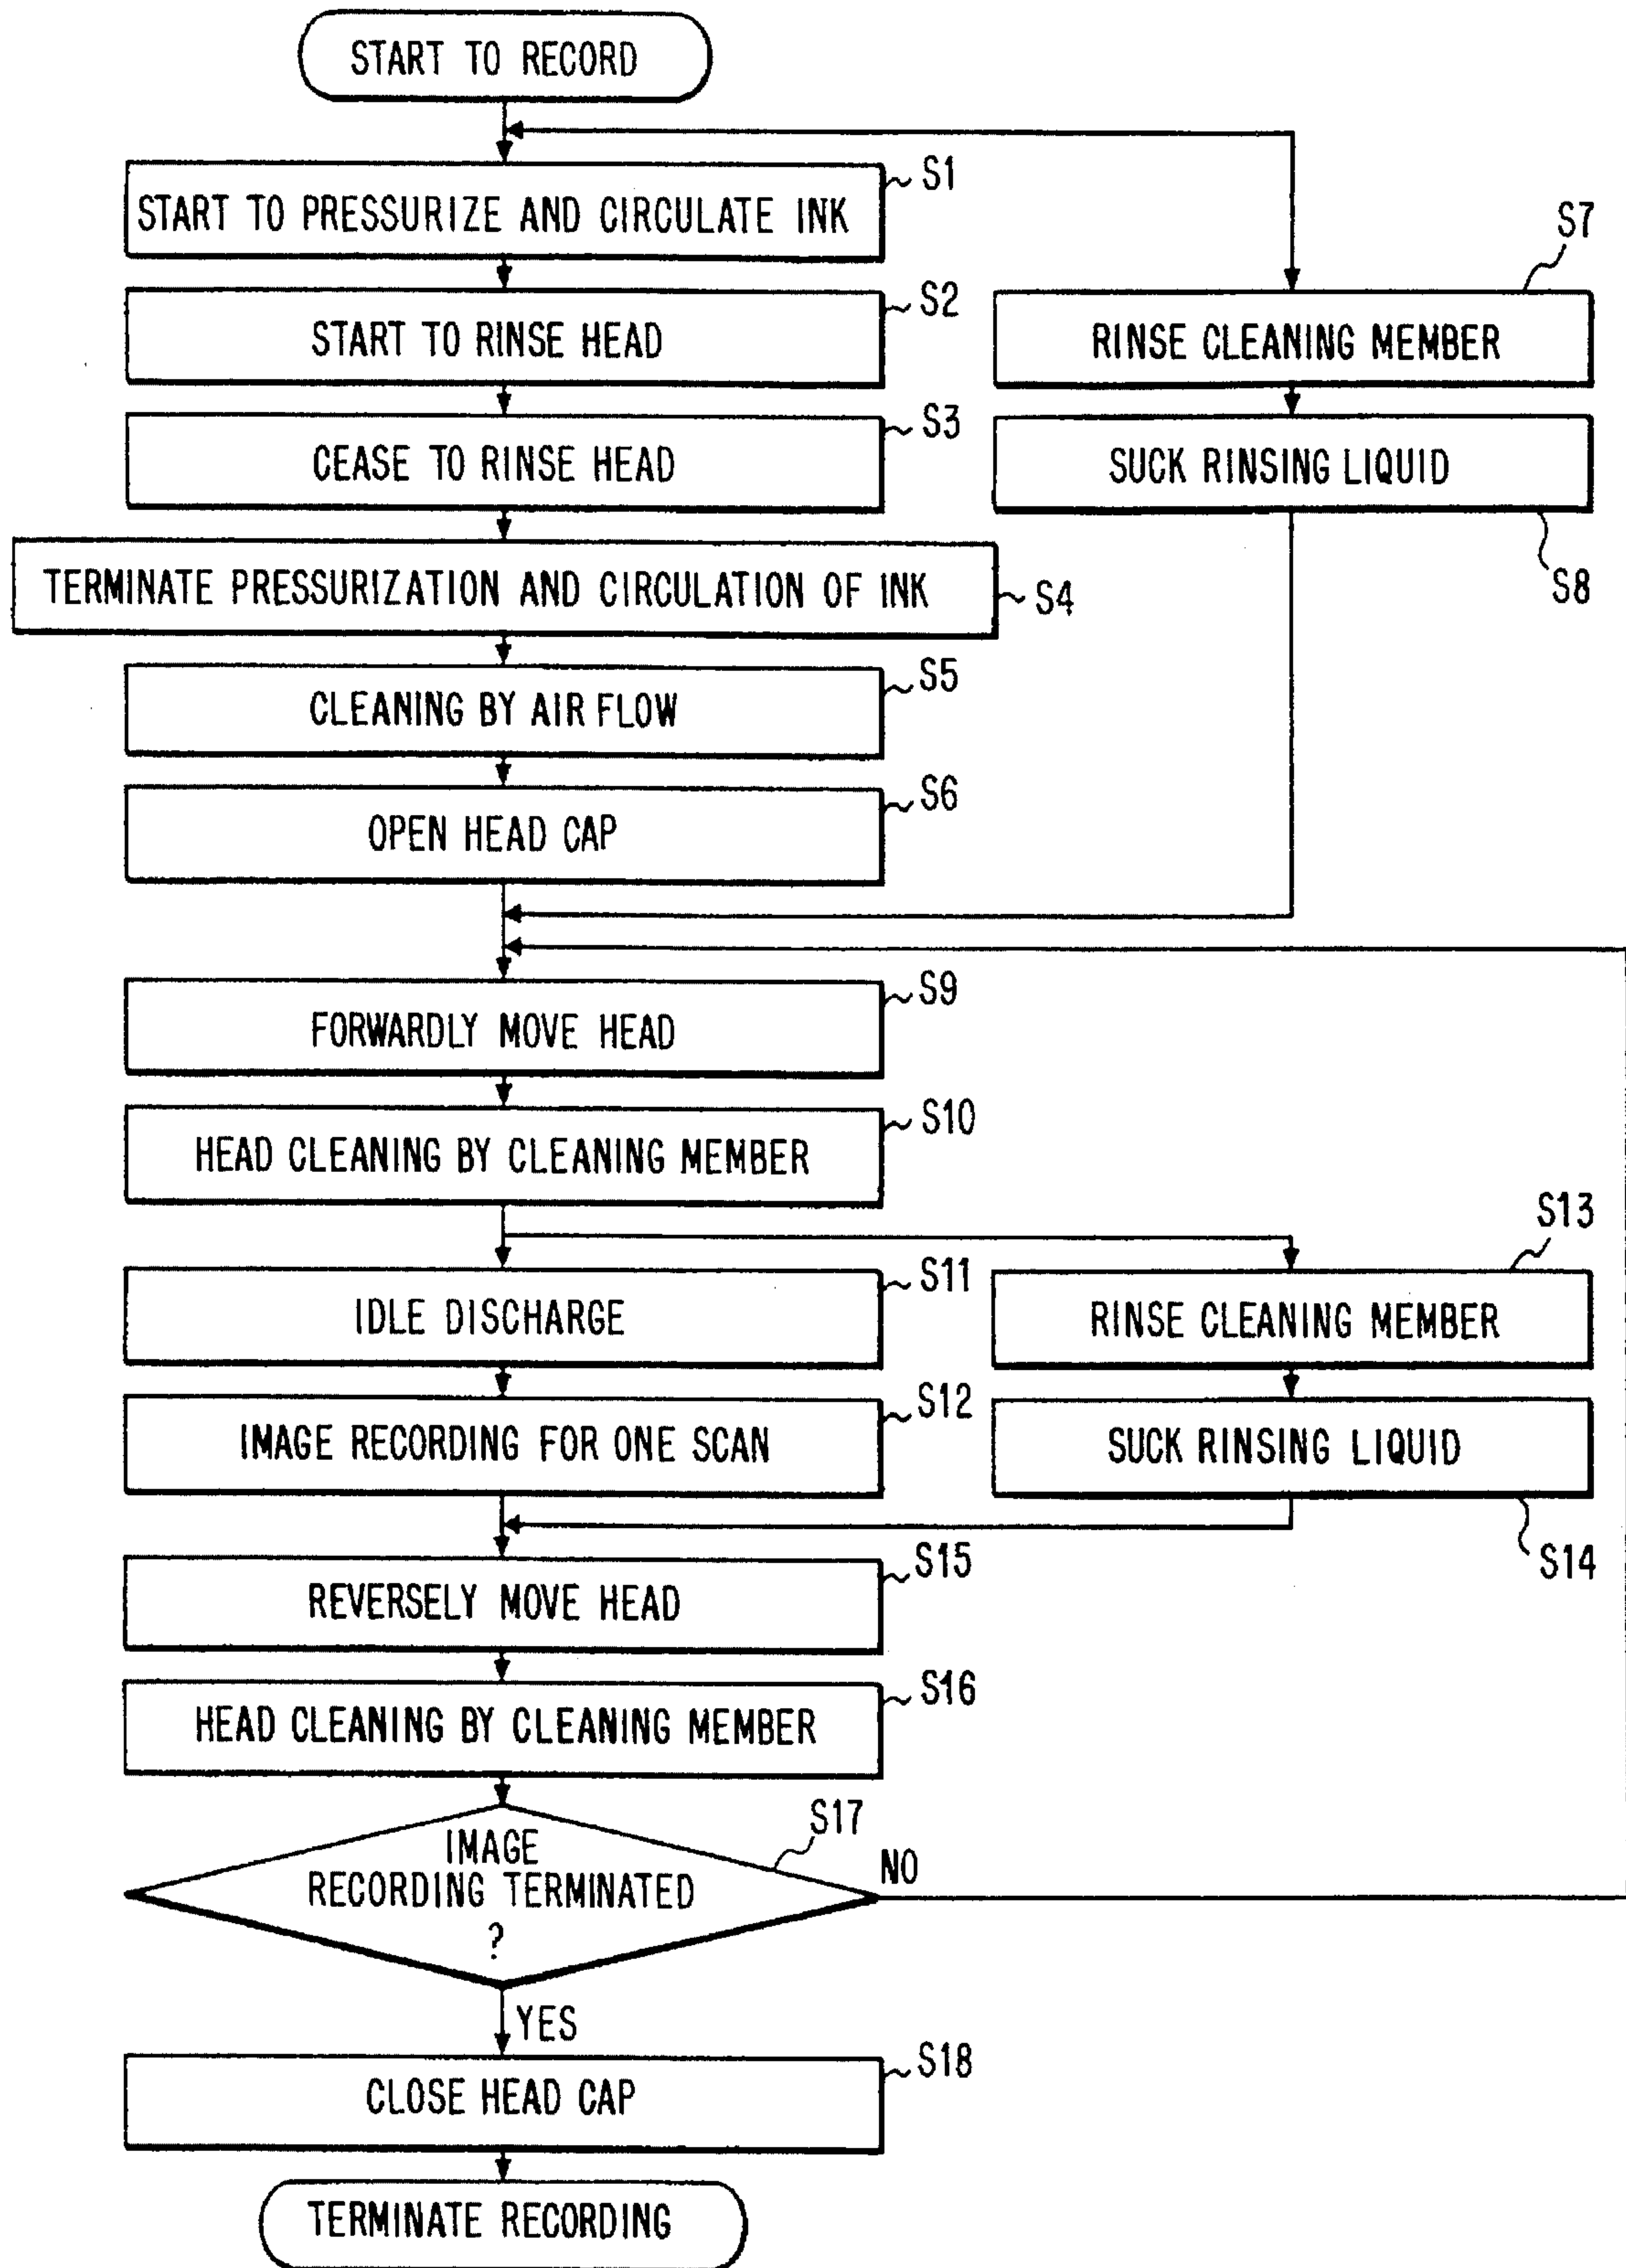 START TO RECORD
S1
START TO PRESSURIZE AND CIRCULATE INK
S7
S2
START TO RINSE HEAD
RINSE CLEANING MEMBER
S3
CEASE TO RINSE HEAD
SUCK RINSING LIQUID
TERMINATE PRESSURIZATION AND CIRCULATION OF INK
S4
S8
S5
CLEANING BY AIR FLOW
S6
OPEN HEAD CAP
S9
FORWARDLY MOVE HEAD
S10
HEAD CLEANING BY CLEANING MEMBER
S13
S11
IDLE DISCHARGE
RINSE CLEANING MEMBER
S12
IMAGE RECORDING FOR ONE SCAN
SUCK RINSING LIQUID
S15
S14
REVERSELY MOVE HEAD
S16
HEAD CLEANING BY CLEANING MEMBER
S17
IMAGE
RECORDING TERMINATED
?
NO
YES
S18
CLOSE HEAD CAP
TERMINATE RECORDING